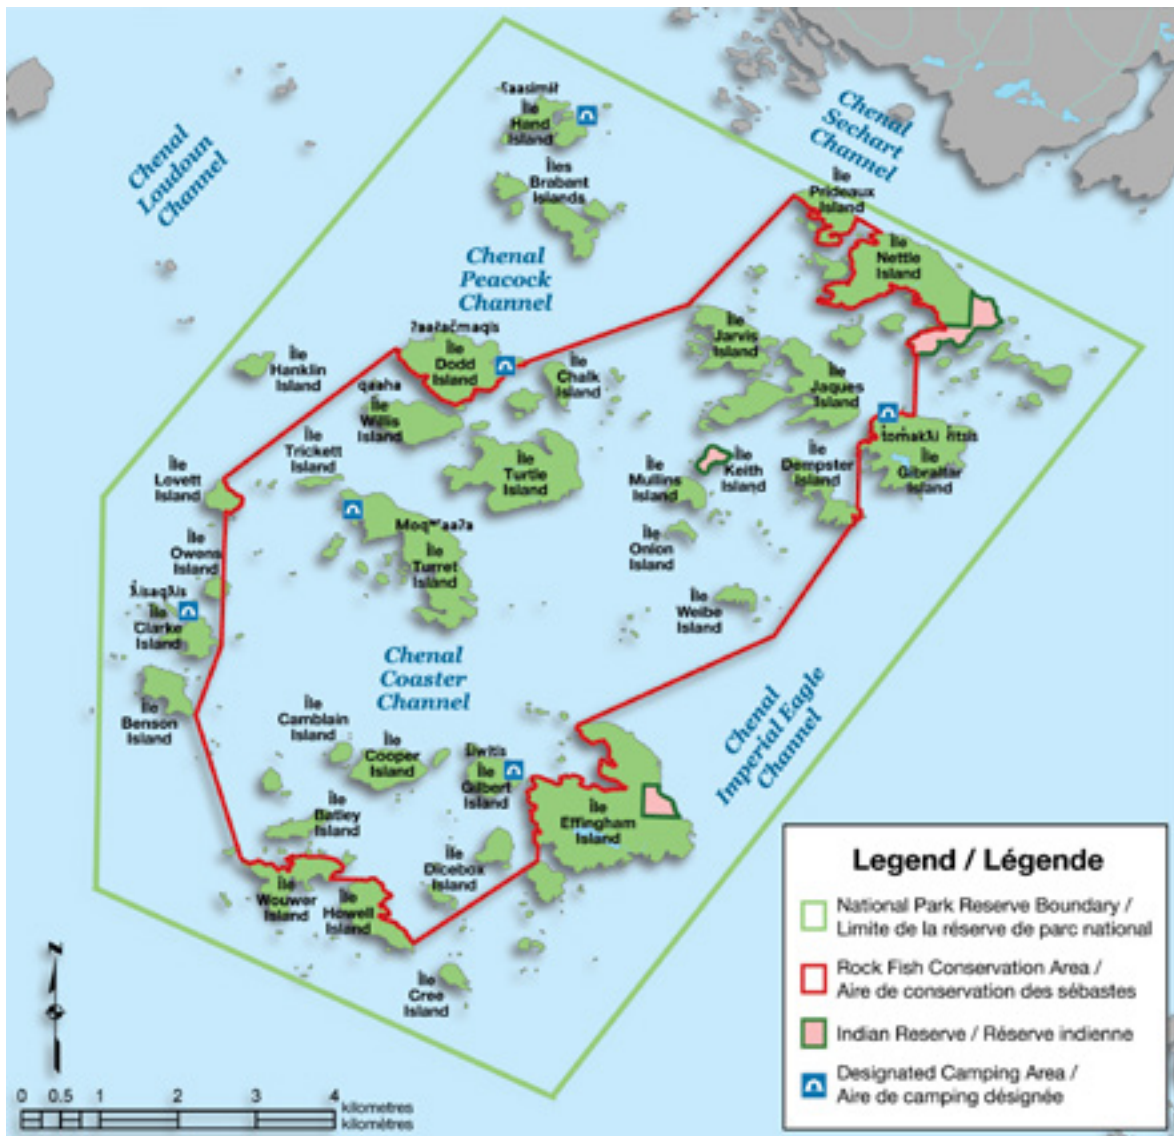 Île
Hand
Island
Îles
Brabant
Islands
Chenal
Loudoun
Channel
Chenal
Sechart
Channel
Île
Prideaux
Island
Île
Nettle
Island
Chenal
Peacock
Channel
Île
Dodd
Island
Île
Hanklin
Island
qaaha
Île
Willis
Island
Île
Chalk
Island
Île
Jarvis
Island
Île
Jaques
Island
Île
Trickett
Island
Île
Turtle
Island
Île
Lovett
Island
Île
Mullins
Island
Île
Keith
Island
Île
Dempster
Island
Île
Gibraltar
Island
Île
Turret
Island
Île
Onion
Island
Île
Owens
Island
Île
Clarke
Island
Île
Weibe
Island
Île
Benson
Island
Chenal
Coaster
Channel
Chenal
Imperial Eagle
Channel
Île
Camblain
Island
Île
Cooper
Island
Île
Gilbert
Island
Île
Batley
Island
Île
Effingham
Island
Île
Dicebox
Island
Île
Wouwer
Island
Île
Howell
Island
Île
Cree
Island
Legend / Légende
National Park Reserve Boundary /
Limite de la réserve de parc national
Rock Fish Conservation Area /
Aire de conservation des sébastes
Indian Reserve / Réserve indienne
Designated Camping Area /
Aire de camping désignée
N
0 0.5 1 2 3 4
kilometres
kilomètres